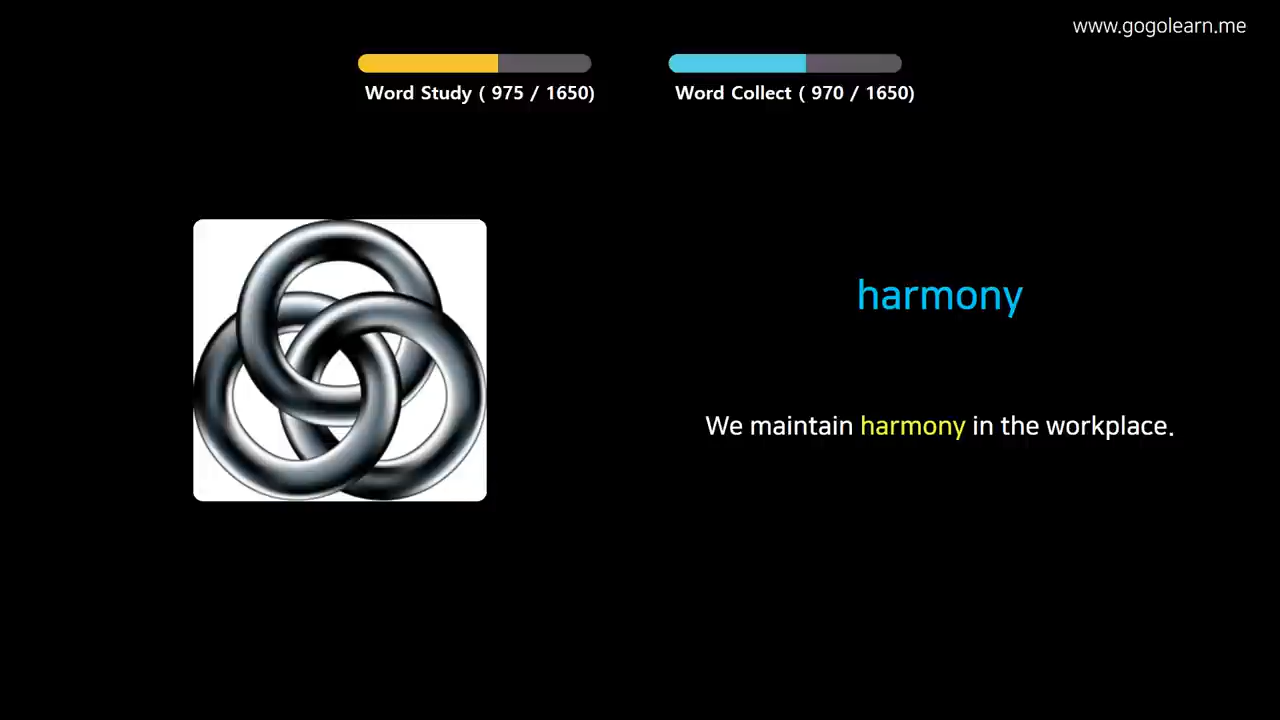 www.gogolearn.me
Word Study ( 975 / 1650)
Word Collect ( 970 / 1650)
harmony
We maintain harmony in the workplace.